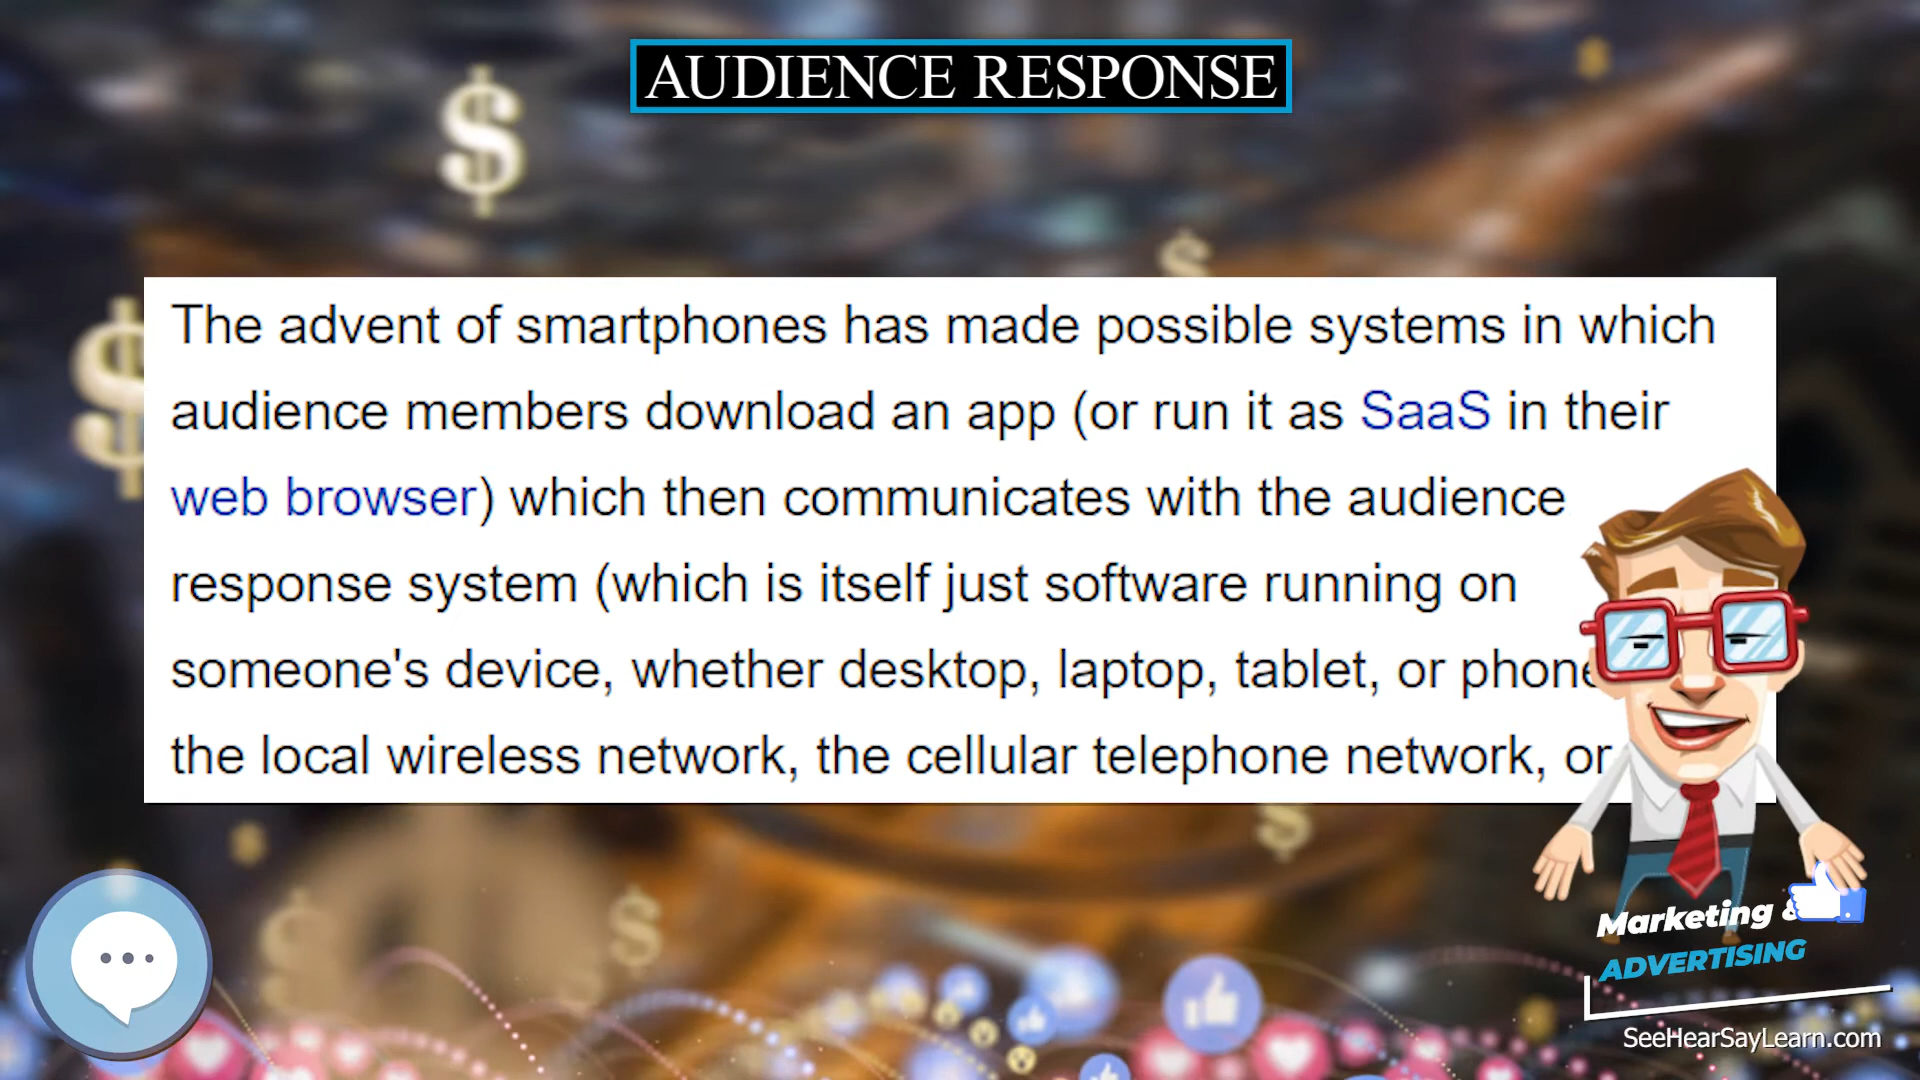 AUDIENCE RESPONSE
The advent of smartphones has made possible systems in which
audience members download an app (or run it as SaaS in their
web browser) which then communicates with the audience
response system (which is itself just software running on
someone's device, whether desktop, laptop, tablet, or phone
the local wireless network, the cellular telephone network, or
Marketing &
ADVERTISING
SeeHearSayLearn.com